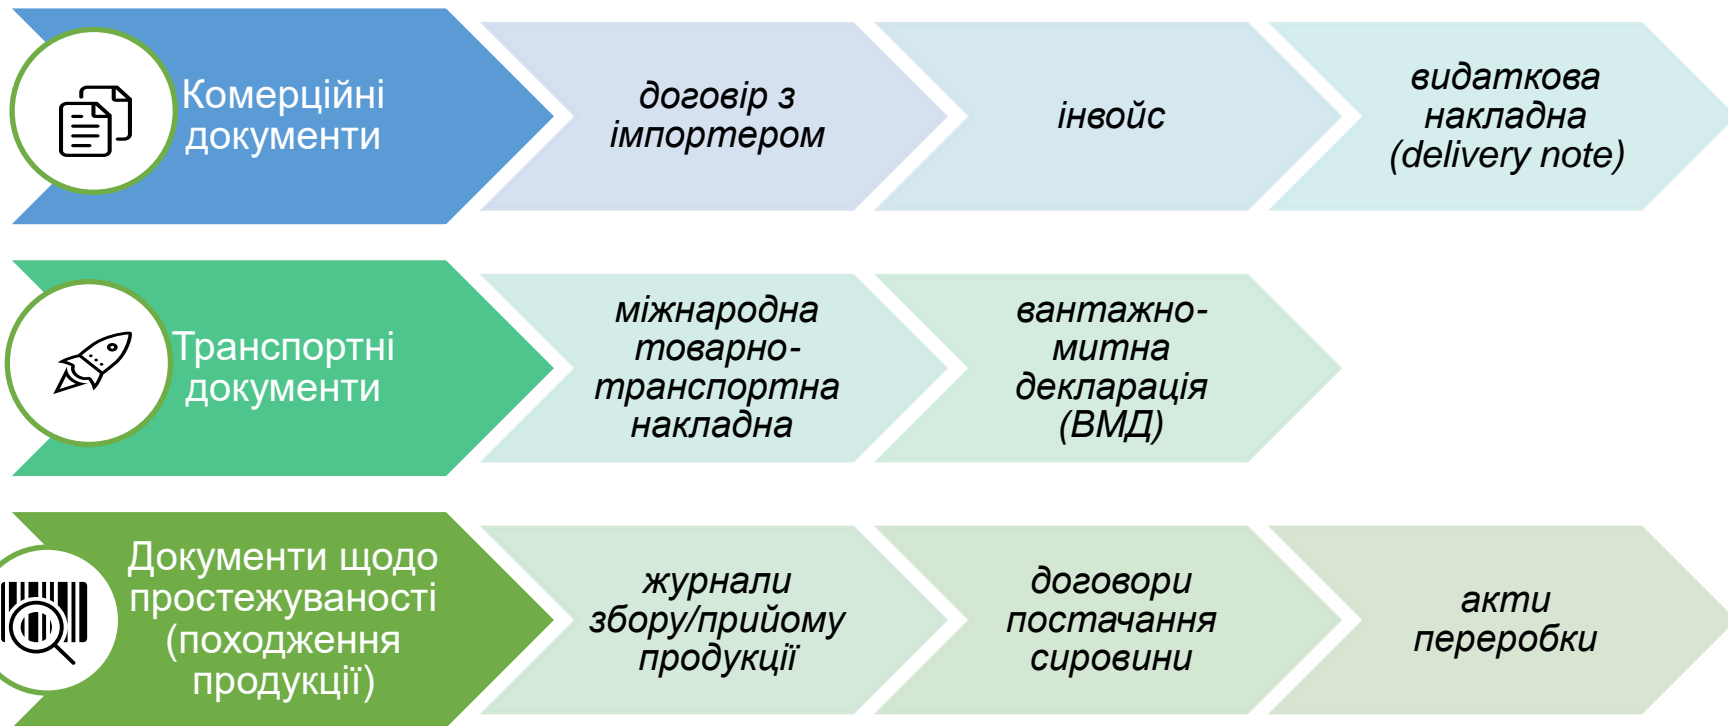 Комерційні
документи
договір з
імпортером
інвойс
видаткова
накладна
(delivery note)
Транспортні
документи
міжнародна
товарно-
транспортна
накладна
вантажно-
митна
декларація
(ВМД)
Документи щодо
простежуваності
(походження
продукції)
журнали
збору/прийому
продукції
договори
постачання
сировини
акти
переробки